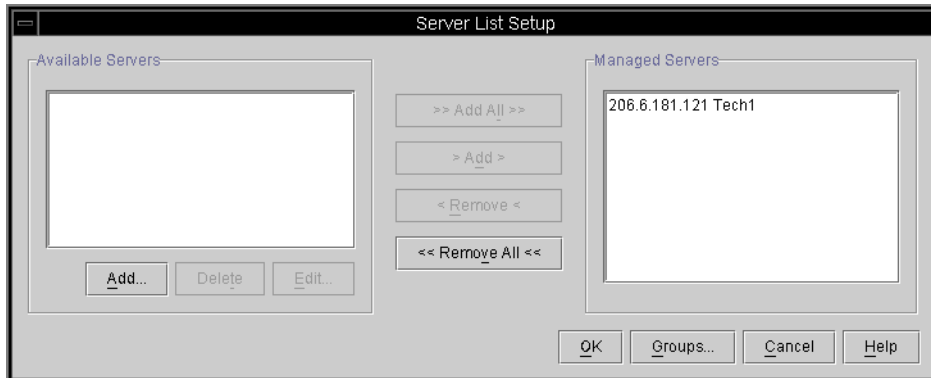 Server List Setup
Available Servers
Managed Servers
206.6.181.121 Tech1
>> Add All >>
> Add >
< Remove <
<< Remove All <<
Add...
Delete
Edit...
OK
Groups...
Cancel
Help